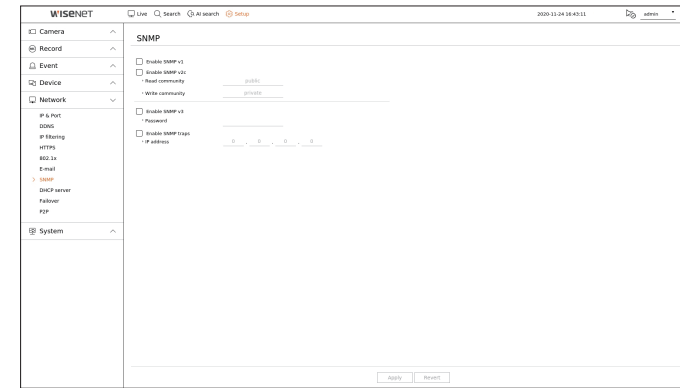 WISENET
Live Search AI search Setup 2020-11-24 16:43:11 admin
Camera
Record
Event
Device
Network
IP & Port
DDNS
IP filtering
HTTPS
802.1x
E-mail
SNMP
DHCP server
Failover
P2P
System
SNMP
Enable SNMP v1
Enable SNMP v2c
Read community public
Write community private
Enable SNMP v3
Password
Enable SNMP traps
IP address 0 . 0 . 0 . 0
Apply Revert